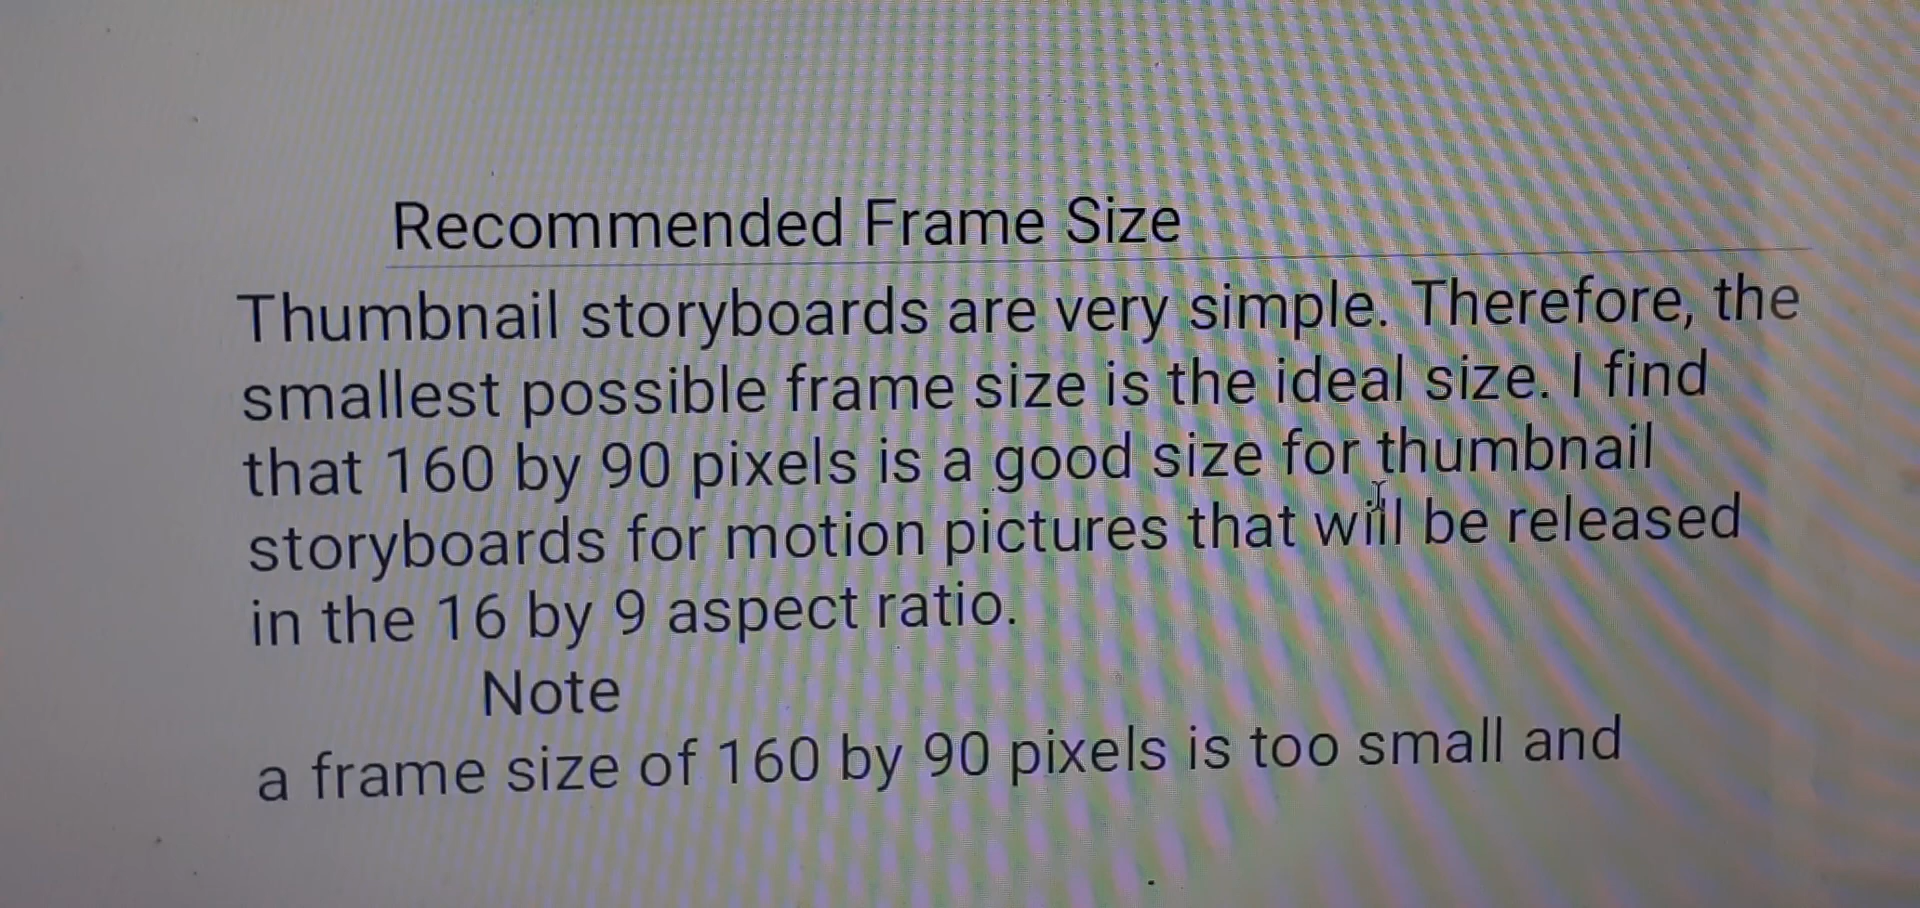 Recommended Frame Size
Thumbnail storyboards are very simple. Therefore, the
smallest possible frame size is the ideal size. I find
that 160 by 90 pixels is a good size for thumbnail
storyboards for motion pictures that will be released
in the 16 by 9 aspect ratio.
Note
a frame size of 160 by 90 pixels is too small and